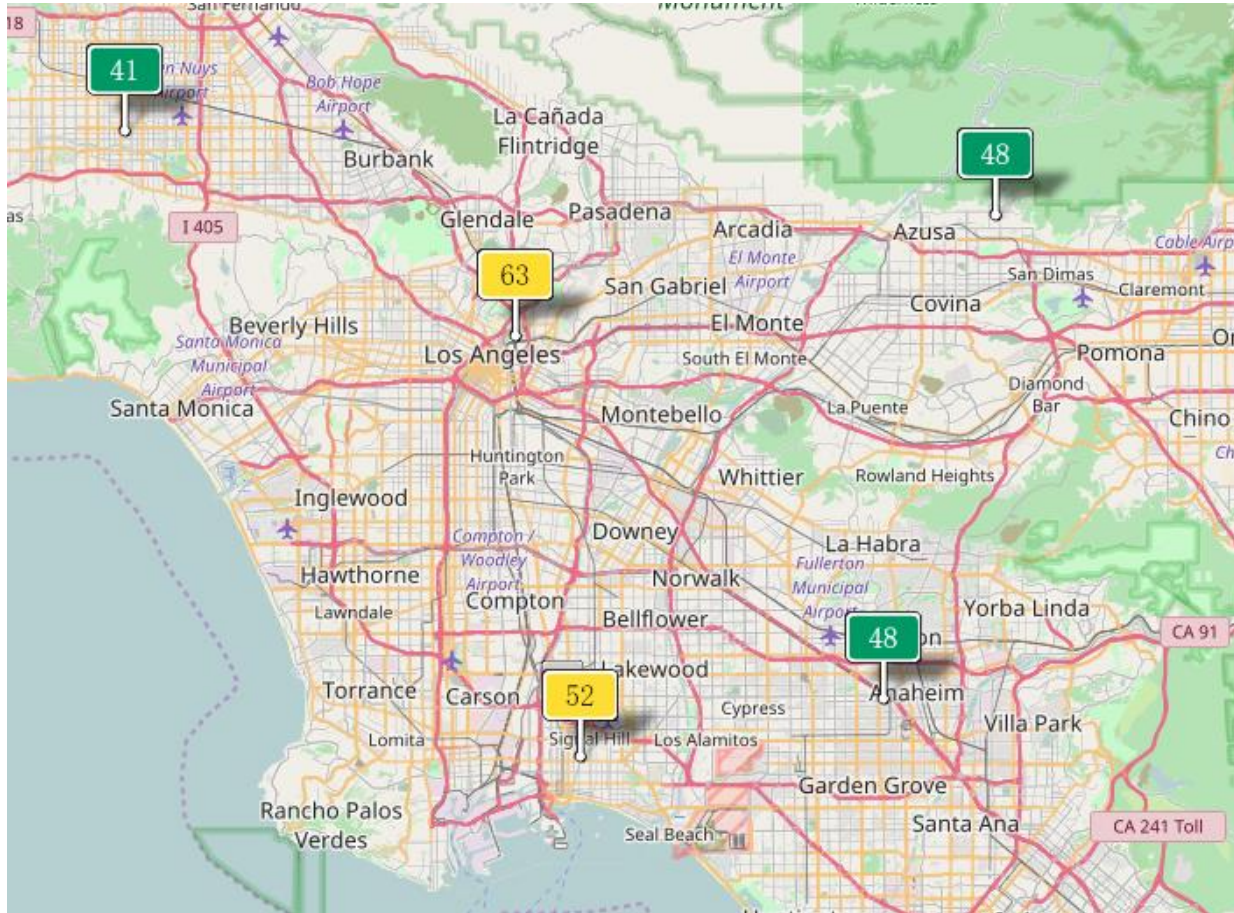 San Fernando
Monument
18
41
Van Nuys
Airport
Bob Hope
Airport
La Cañada
Flintridge
Burbank
48
Glendale
Pasadena
I 405
Arcadia
Azusa
El Monte
Airport
Cable Airp
63
San Gabriel
San Dimas
Claremont
Covina
Beverly Hills
El Monte
Santa Monica
Municipal
Airport
Los Angeles
South El Monte
Pomona
Diamond
Bar
Santa Monica
Montebello
La Puente
Chino
Huntington
Park
Whittier
Rowland Heights
Inglewood
Compton /
Woodley
Airport
Downey
La Habra
Hawthorne
Norwalk
Fullerton
Municipal
Airport
Lawndale
Compton
Bellflower
Yorba Linda
CA 91
48
Lakewood
Torrance
Carson
52
Anaheim
Cypress
Villa Park
Lomita
Signal Hill
Los Alamitos
Garden Grove
Rancho Palos
Verdes
Seal Beach
Santa Ana
CA 241 Toll